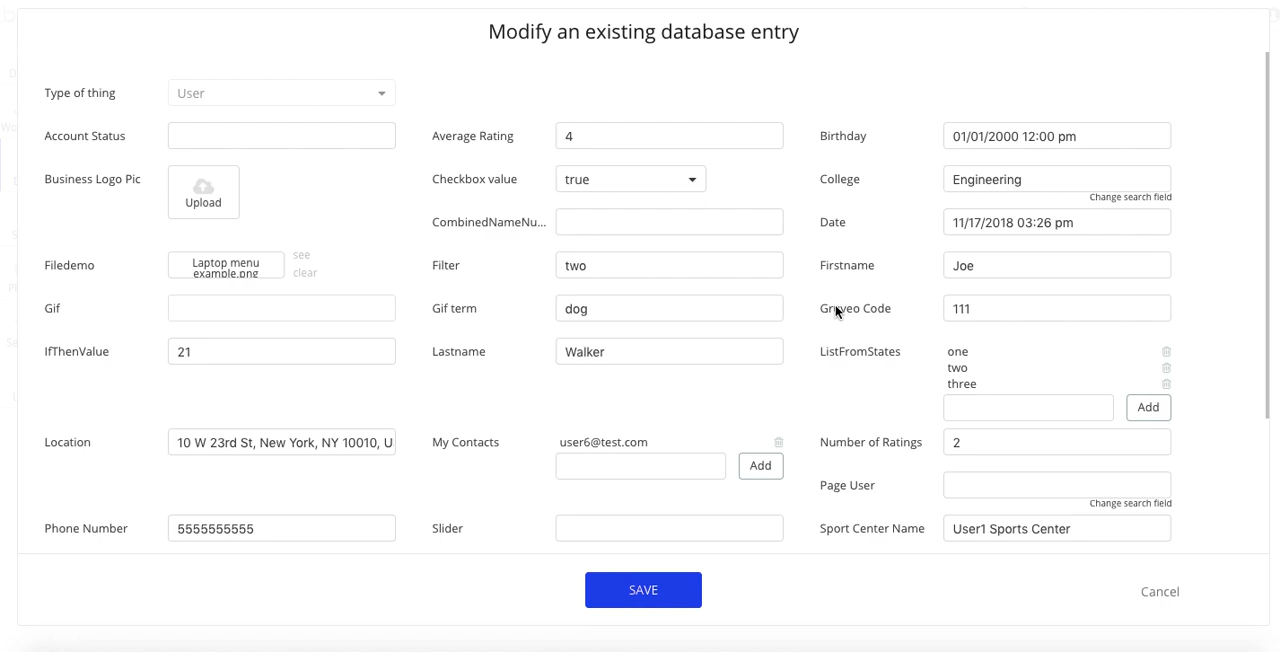 Modify an existing database entry
Type of thing User
Account Status Average Rating 4 Birthday 01/01/2000 12:00 pm
Business Logo Pic Upload Checkbox value true College Engineering
Change search field
CombinedNameNu... Date 11/17/2018 03:26 pm
Filedemo Laptop menu example.png see clear Filter two Firstname Joe
Gif Gif term dog Code 111
IfThenValue 21 Lastname Walker ListFromStates one
two
three
Add
Location 10 W 23rd St, New York, NY 10010, U My Contacts user6@test.com Number of Ratings 2
Add
Page User
Change search field
Phone Number 5555555555 Slider Sport Center Name User1 Sports Center
SAVE Cancel